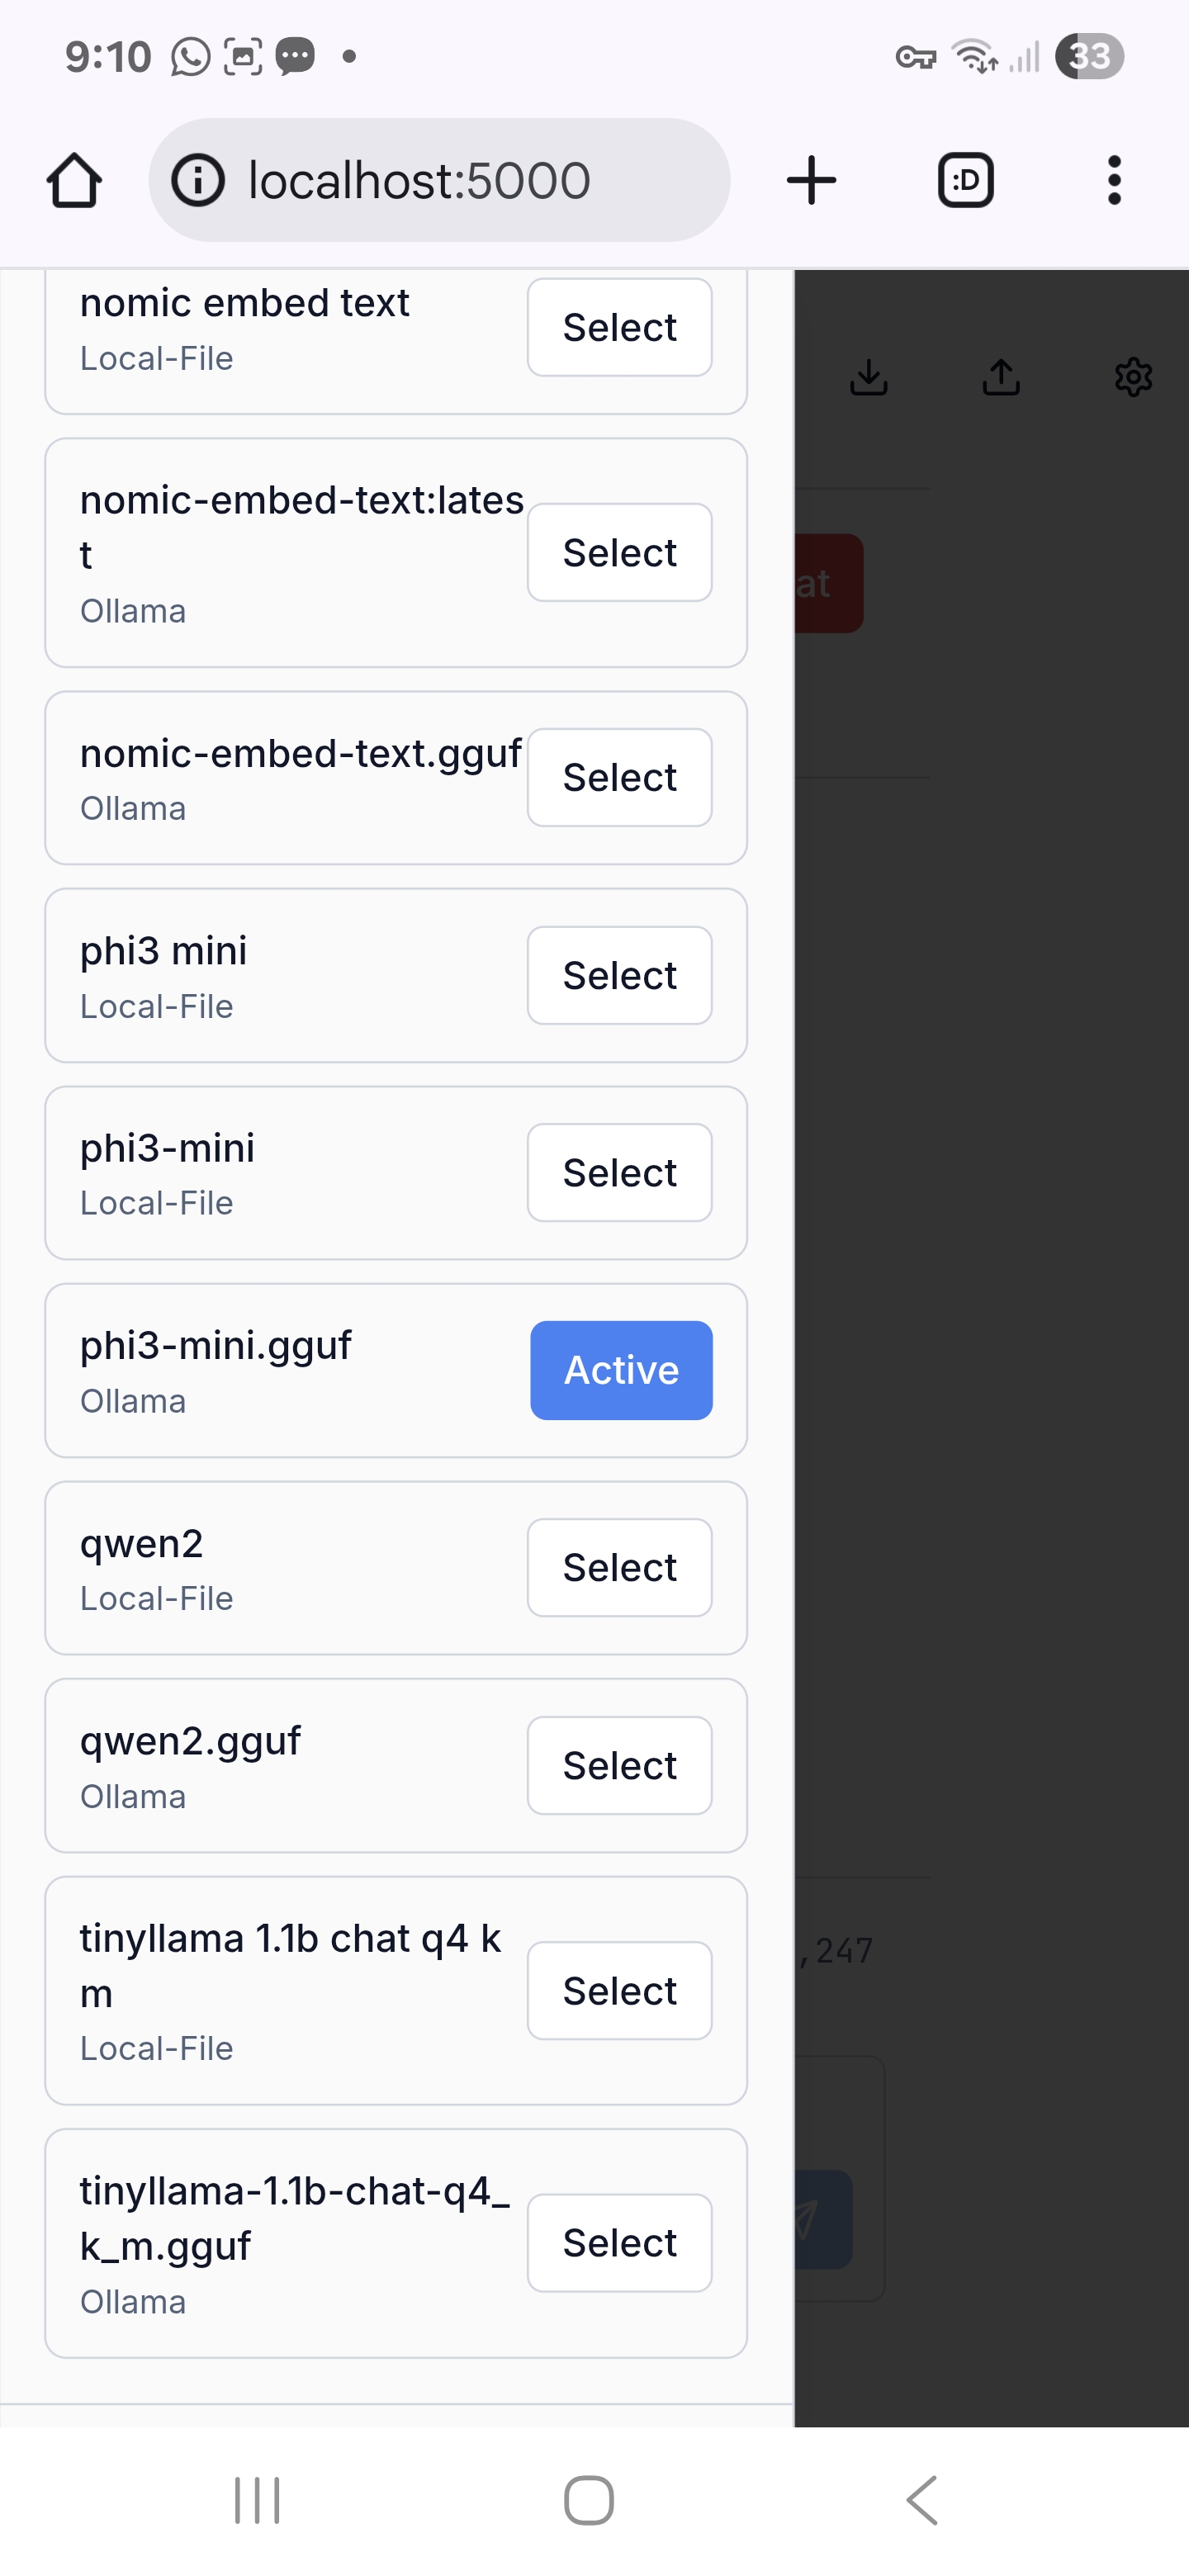 9:10
33
localhost:5000
:D
nomic embed text
Local-File
Select
nomic-embed-text:lates
t
Ollama
Select
at
nomic-embed-text.gguf
Ollama
Select
phi3 mini
Local-File
Select
phi3-mini
Local-File
Select
phi3-mini.gguf
Ollama
Active
qwen2
Local-File
Select
qwen2.gguf
Ollama
Select
tinyllama 1.1b chat q4 k
m
Local-File
Select
,247
tinyllama-1.1b-chat-q4_
k_m.gguf
Ollama
Select